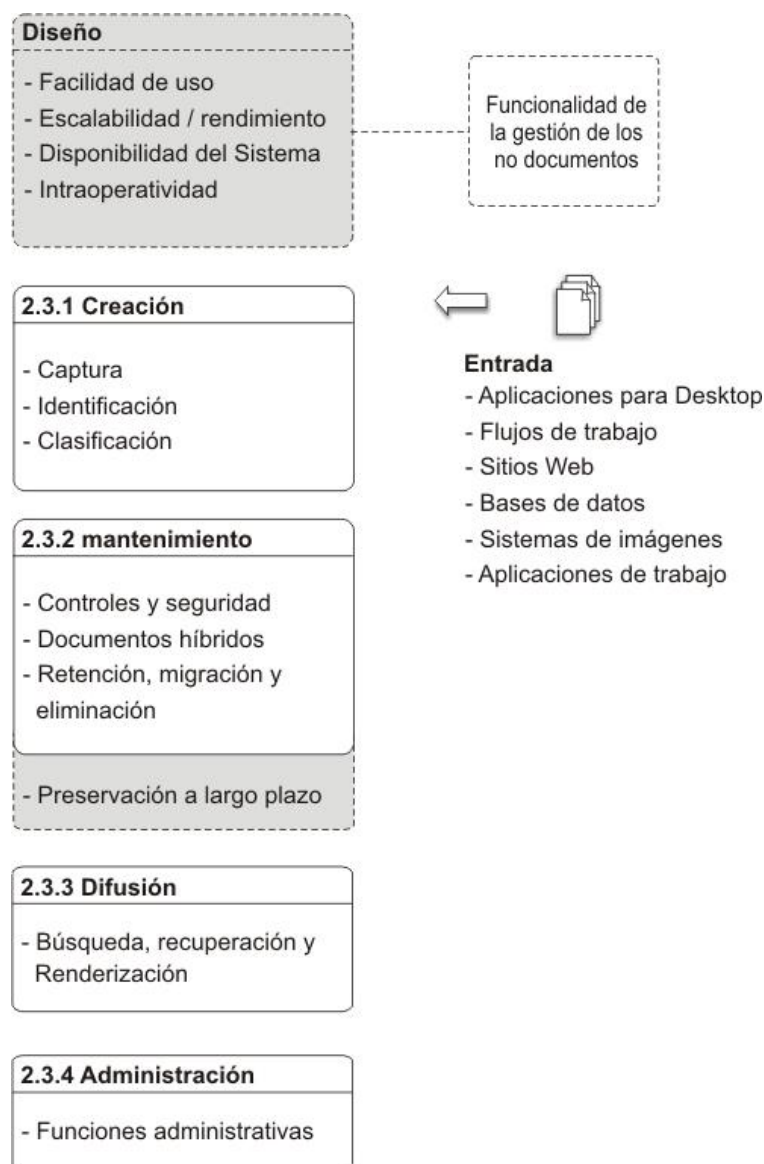 Diseño
- Facilidad de uso
- Escalabilidad / rendimiento
- Disponibilidad del Sistema
- Intraoperatividad
Funcionalidad de
la gestión de los
no documentos
2.3.1 Creación
- Captura
- Identificación
- Clasificación
Entrada
- Aplicaciones para Desktop
- Flujos de trabajo
- Sitios Web
- Bases de datos
- Sistemas de imágenes
- Aplicaciones de trabajo
2.3.2 mantenimiento
- Controles y seguridad
- Documentos híbridos
- Retención, migración y
eliminación
- Preservación a largo plazo
2.3.3 Difusión
- Búsqueda, recuperación y
Renderización
2.3.4 Administración
- Funciones administrativas